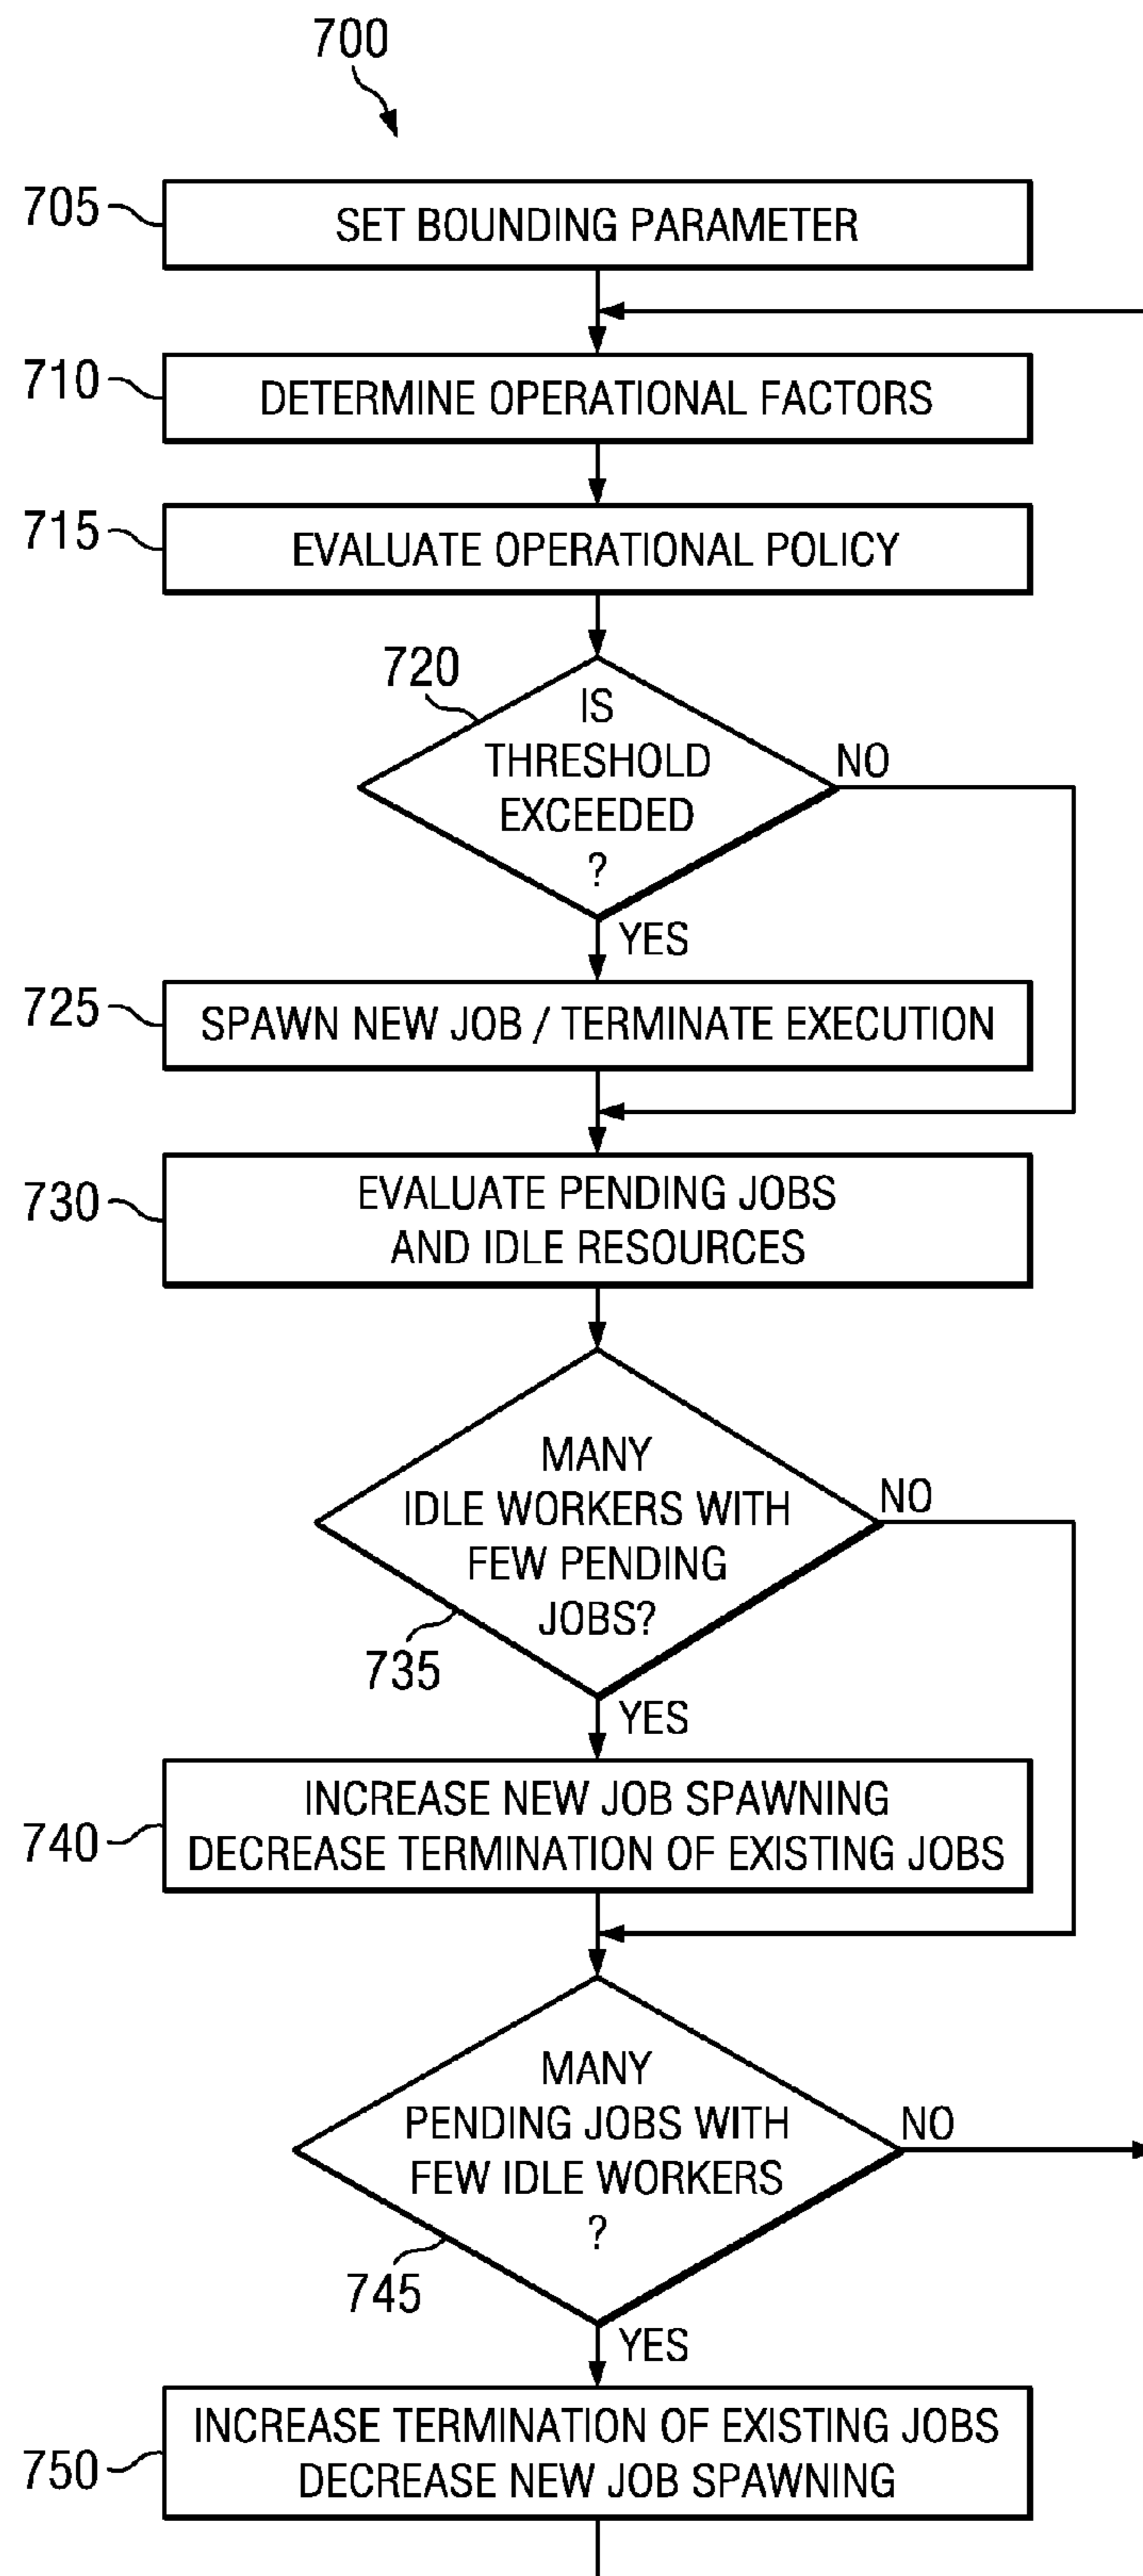 700
705
SET BOUNDING PARAMETER
710
DETERMINE OPERATIONAL FACTORS
715
EVALUATE OPERATIONAL POLICY
720
IS
THRESHOLD
EXCEEDED
?
NO
YES
725
SPAWN NEW JOB / TERMINATE EXECUTION
730
EVALUATE PENDING JOBS
AND IDLE RESOURCES
MANY
IDLE WORKERS WITH
FEW PENDING
JOBS?
NO
735
YES
740
INCREASE NEW JOB SPAWNING
DECREASE TERMINATION OF EXISTING JOBS
MANY
PENDING JOBS WITH
FEW IDLE WORKERS
?
NO
745
YES
750
INCREASE TERMINATION OF EXISTING JOBS
DECREASE NEW JOB SPAWNING